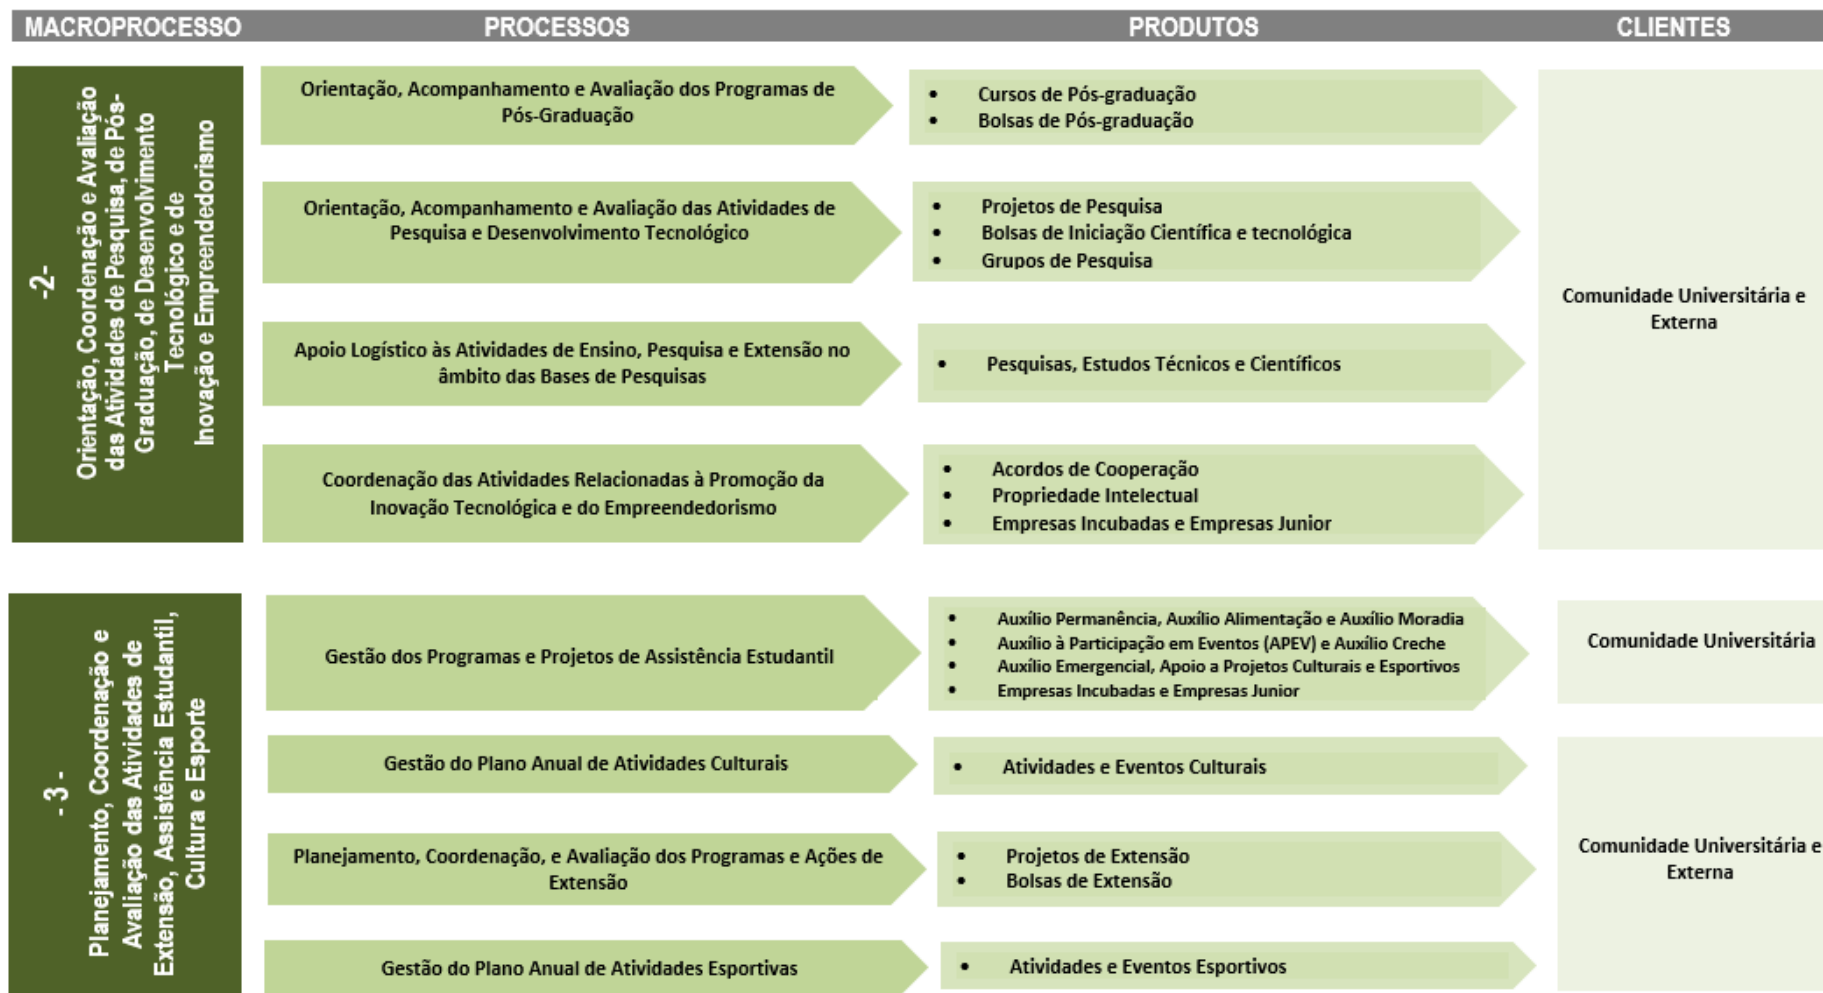 MACROPROCESSO PROCESSOS PRODUTOS CLIENTES
-2-
Orientação, Coordenação e Avaliação
das Atividades de Pesquisa, de Pós-
Graduação, de Desenvolvimento
Tecnológico e de
Inovação e Empreendedorismo
Orientação, Acompanhamento e Avaliação dos Programas de
Pós-Graduação
• Cursos de Pós-graduação
• Bolsas de Pós-graduação
Orientação, Acompanhamento e Avaliação das Atividades de
Pesquisa e Desenvolvimento Tecnológico
• Projetos de Pesquisa
• Bolsas de Iniciação Científica e tecnológica
• Grupos de Pesquisa
Apoio Logístico às Atividades de Ensino, Pesquisa e Extensão no
âmbito das Bases de Pesquisas
• Pesquisas, Estudos Técnicos e Científicos
Coordenação das Atividades Relacionadas à Promoção da
Inovação Tecnológica e do Empreendedorismo
• Acordos de Cooperação
• Propriedade Intelectual
• Empresas Incubadas e Empresas Junior
Comunidade Universitária e
Externa
- 3 -
Planejamento, Coordenação e
Avaliação das Atividades de
Extensão, Assistência Estudantil,
Cultura e Esporte
Gestão dos Programas e Projetos de Assistência Estudantil
• Auxílio Permanência, Auxílio Alimentação e Auxílio Moradia
• Auxílio à Participação em Eventos (APEV) e Auxílio Creche
• Auxílio Emergencial, Apoio a Projetos Culturais e Esportivos
• Empresas Incubadas e Empresas Junior
Comunidade Universitária
Gestão do Plano Anual de Atividades Culturais
• Atividades e Eventos Culturais
Planejamento, Coordenação, e Avaliação dos Programas e Ações de
Extensão
• Projetos de Extensão
• Bolsas de Extensão
Gestão do Plano Anual de Atividades Esportivas
• Atividades e Eventos Esportivos
Comunidade Universitária e
Externa